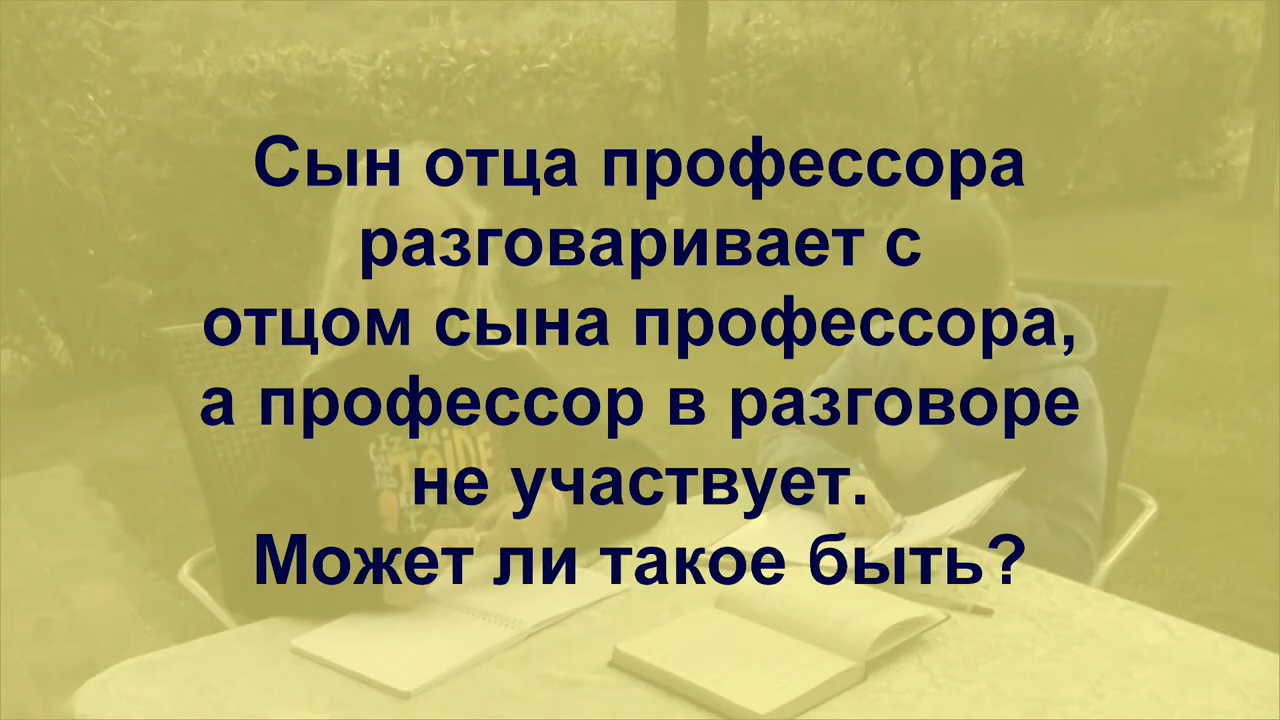 Сын отца профессора
разговаривает с
отцом сына профессора,
а профессор в разговоре
не участвует.
Может ли такое быть?